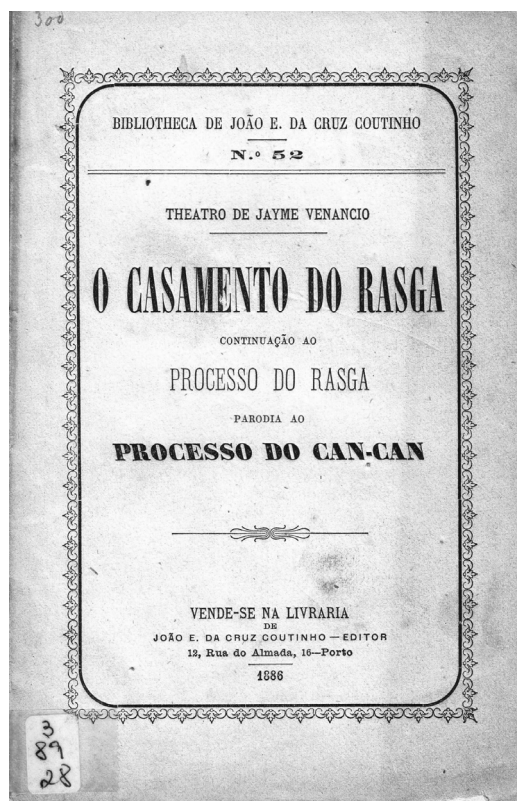 300
BIBLIOTHECA DE JOÃO E. DA CRUZ COUTINHO
N.º 52
THEATRO DE JAYME VENANCIO
O CASAMENTO DO RASGA
CONTINUAÇÃO AO
PROCESSO DO RASGA
PARODIA AO
PROCESSO DO CAN-CAN
VENDE-SE NA LIVRARIA
DE
JOÃO E. DA CRUZ COUTINHO — EDITOR
12, Rua do Almada, 16—Porto
1886
3
89
28